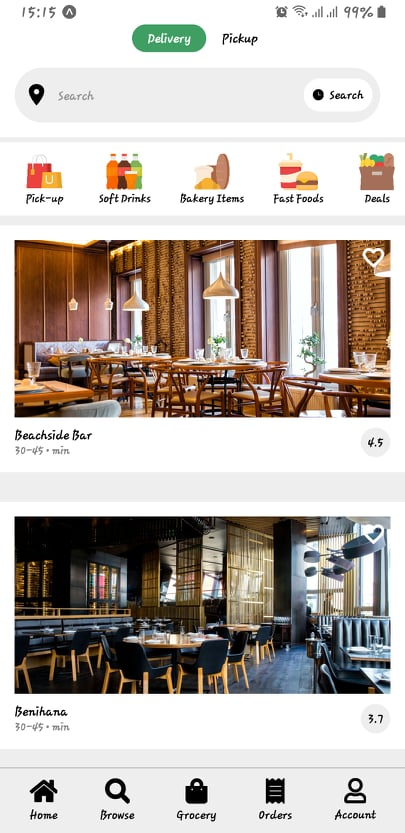 15:15 99%
Delivery Pickup
Search Search
Pick-up Soft Drinks Bakery Items Fast Foods Deals
Beachside Bar
30-45 • min
4.5
Benihana
30-45 • min
3.7
Home Browse Grocery Orders Account